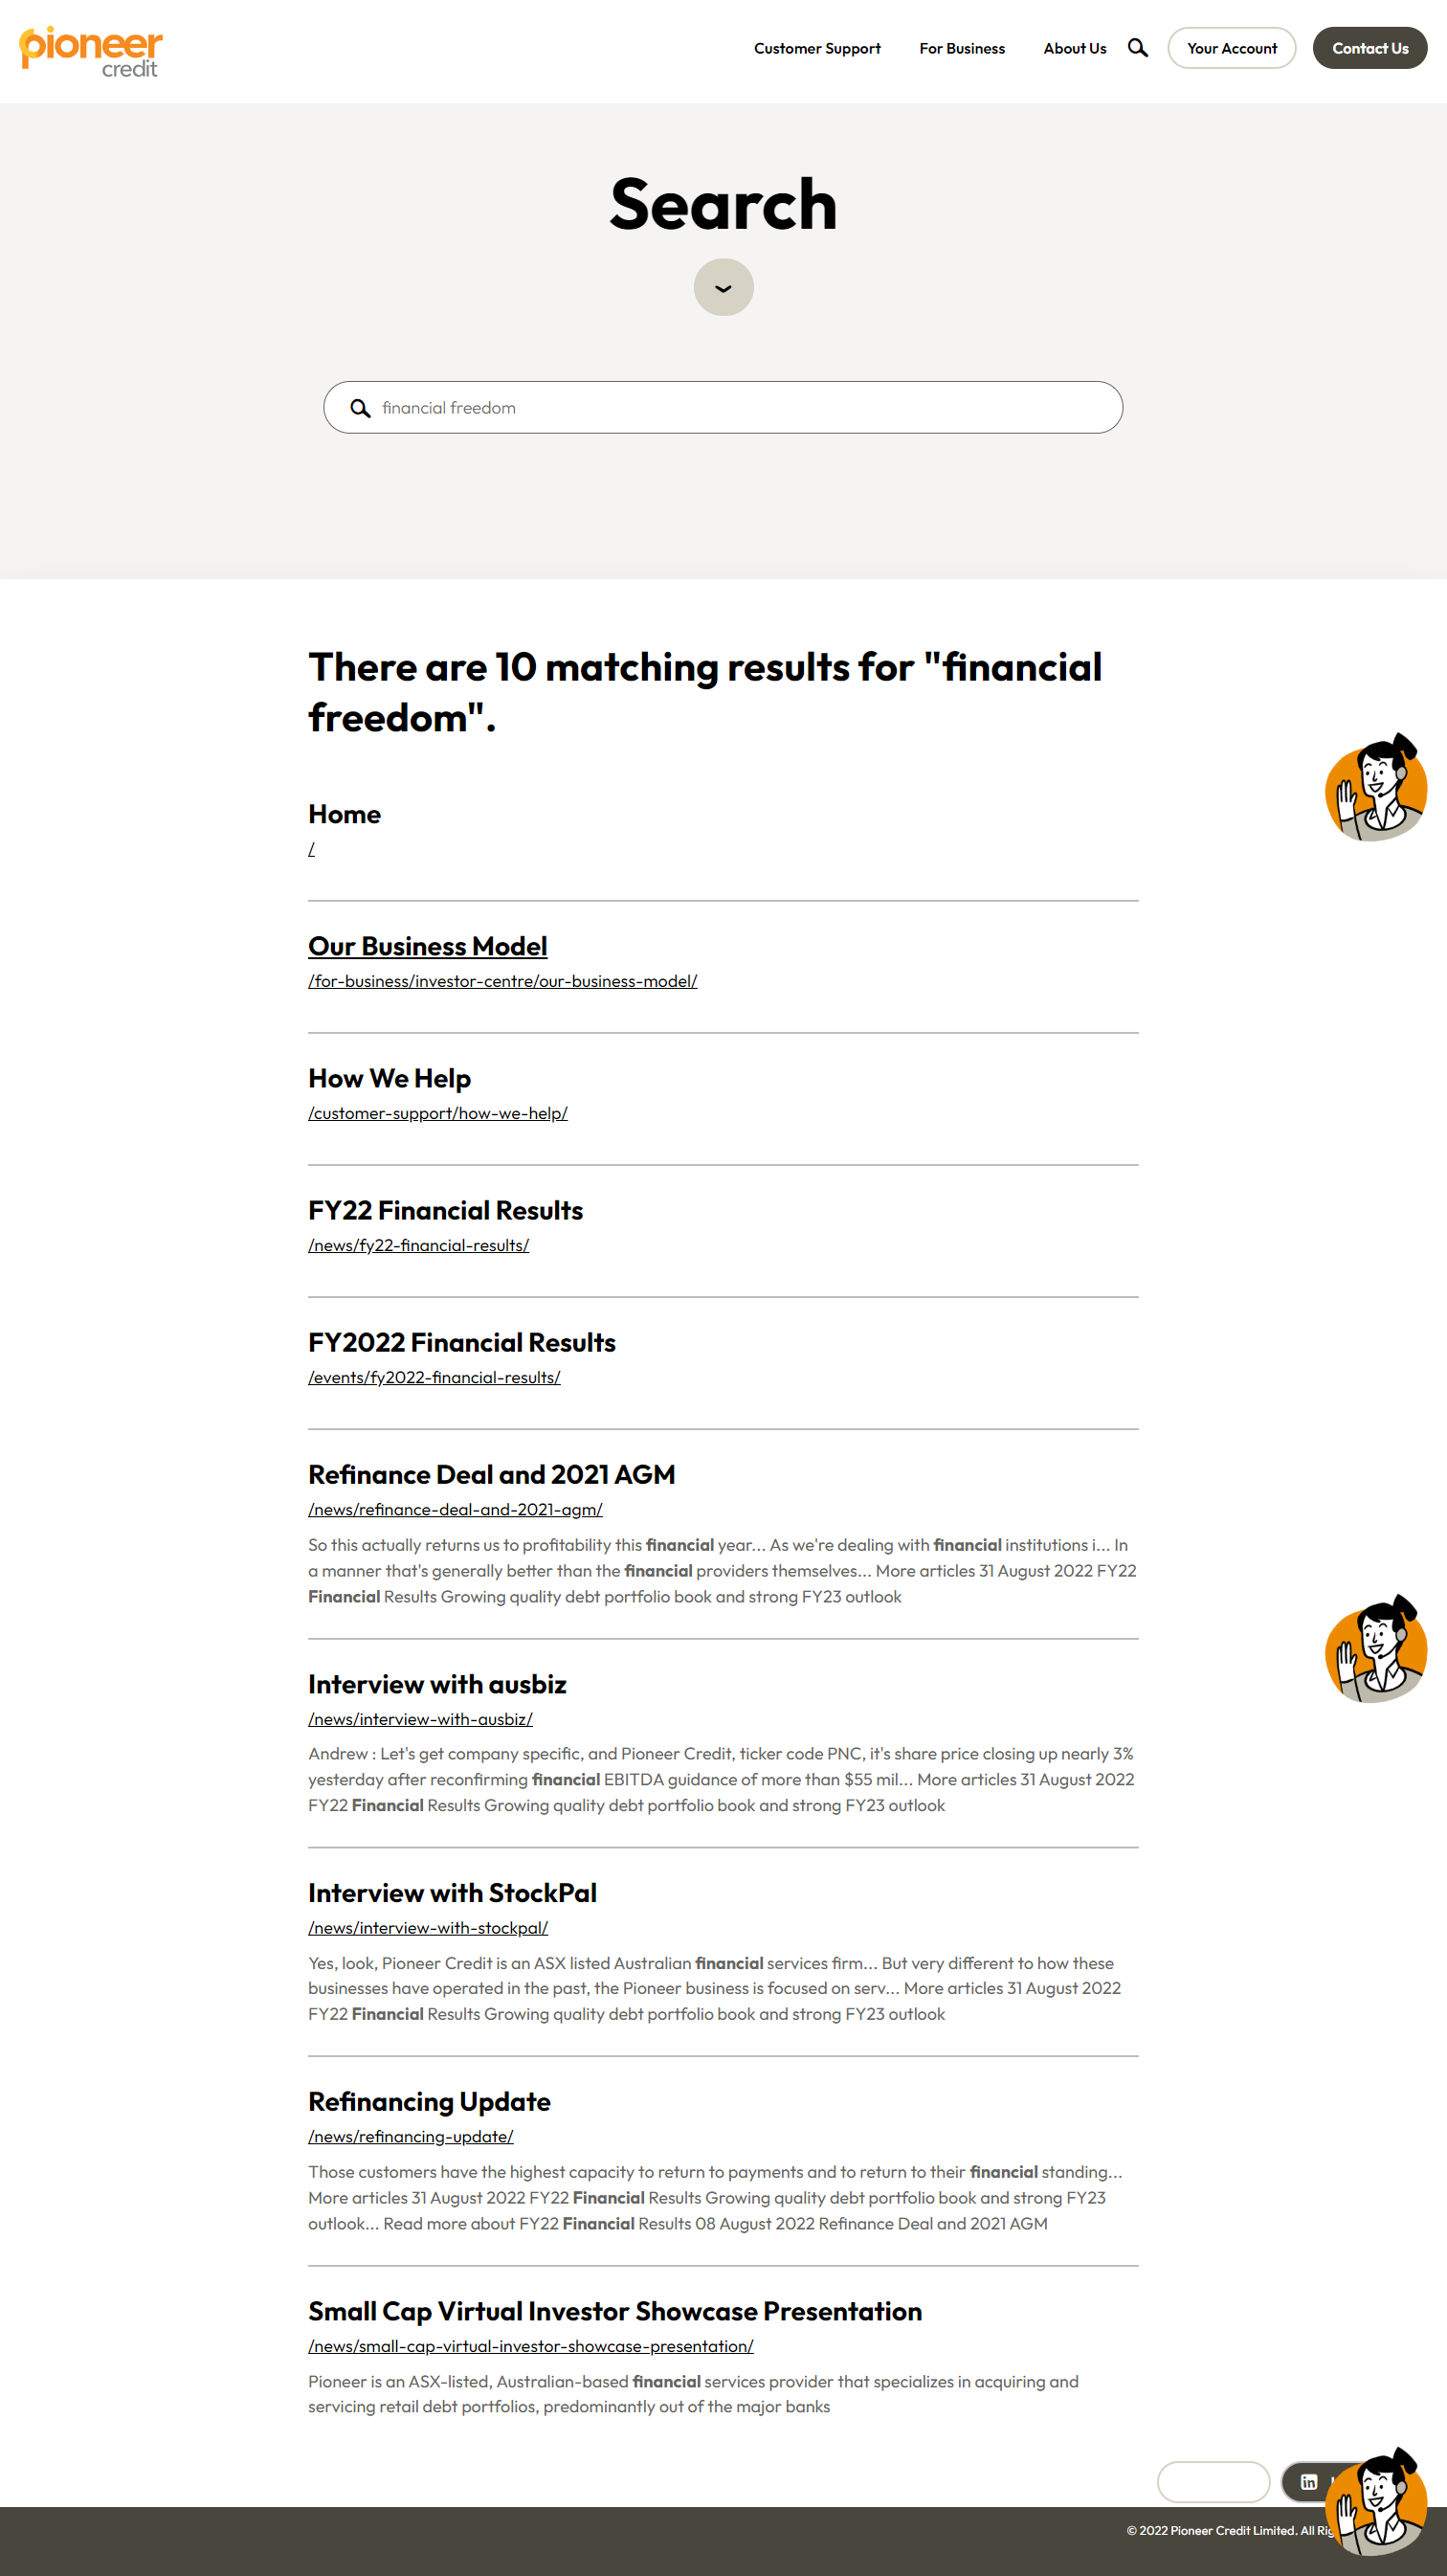 pioneer
credit
Customer Support
For Business
About Us
Your Account
Contact Us
Search
financial freedom
There are 10 matching results for "financial
freedom".
Home
/
Our Business Model
/for-business/investor-centre/our-business-model/
How We Help
/customer-support/how-we-help/
FY22 Financial Results
/news/fy22-financial-results/
FY2022 Financial Results
/events/fy2022-financial-results/
Refinance Deal and 2021 AGM
/news/refinance-deal-and-2021-agm/
So this actually returns us to profitability this financial year... As we're dealing with financial institutions i... In
a manner that's generally better than the financial providers themselves... More articles 31 August 2022 FY22
Financial Results Growing quality debt portfolio book and strong FY23 outlook
Interview with ausbiz
/news/interview-with-ausbiz/
Andrew : Let's get company specific, and Pioneer Credit, ticker code PNC, it's share price closing up nearly 3%
yesterday after reconfirming financial EBITDA guidance of more than $55 mil... More articles 31 August 2022
FY22 Financial Results Growing quality debt portfolio book and strong FY23 outlook
Interview with StockPal
/news/interview-with-stockpal/
Yes, look, Pioneer Credit is an ASX listed Australian financial services firm... But very different to how these
businesses have operated in the past, the Pioneer business is focused on serv... More articles 31 August 2022
FY22 Financial Results Growing quality debt portfolio book and strong FY23 outlook
Refinancing Update
/news/refinancing-update/
Those customers have the highest capacity to return to payments and to return to their financial standing...
More articles 31 August 2022 FY22 Financial Results Growing quality debt portfolio book and strong FY23
outlook... Read more about FY22 Financial Results 08 August 2022 Refinance Deal and 2021 AGM
Small Cap Virtual Investor Showcase Presentation
/news/small-cap-virtual-investor-showcase-presentation/
Pioneer is an ASX-listed, Australian-based financial services provider that specializes in acquiring and
servicing retail debt portfolios, predominantly out of the major banks
in
© 2022 Pioneer Credit Limited. All